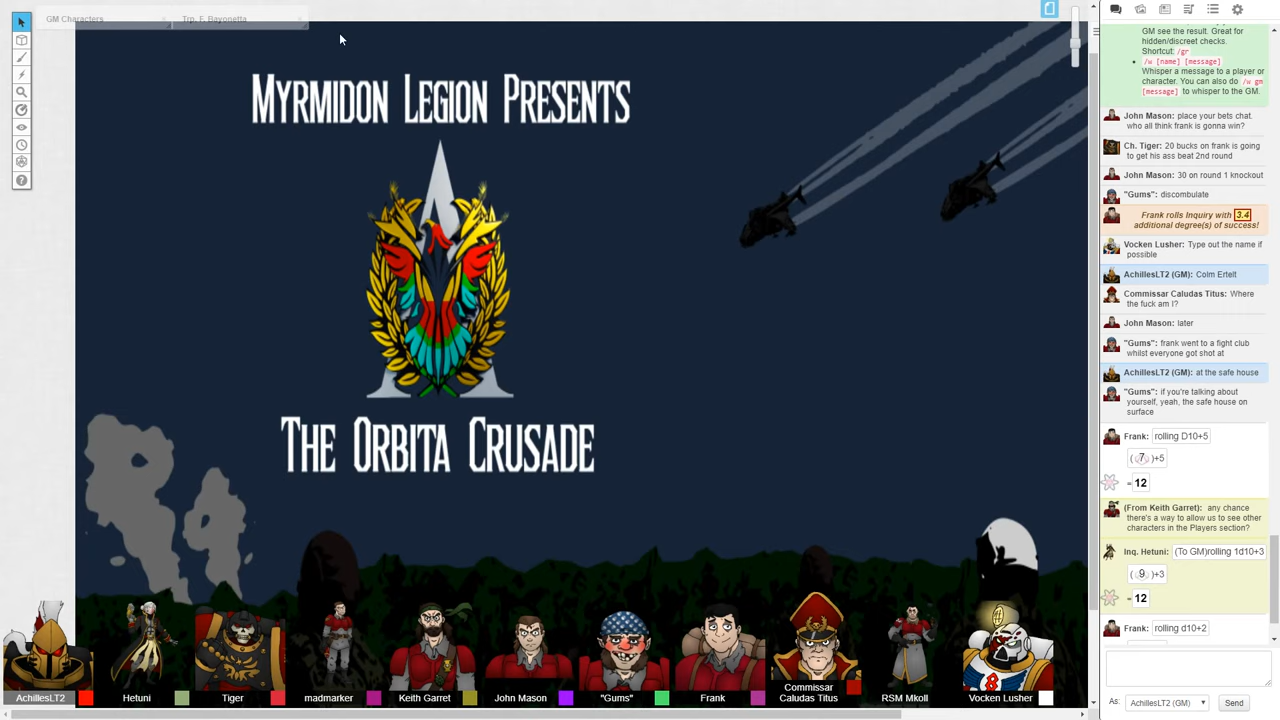 GM Characters
Trp. F. Bayonetta
MYRMIDON LEGION PRESENTS
THE ORBITA CRUSADE
AchillesLT2
Hetuni
Tiger
madmarker
Keith Garret
John Mason
"Gums"
Frank
Commissar
Caludas Titus
RSM Mkoll
Vocken Lusher
GM see the result. Great for
hidden/discreet checks.
Shortcut: /gr
• /w [name] [message]
Whisper a message to a player or
character. You can also do /w gm
[message] to whisper to the GM.
John Mason: place your bets chat.
who all think frank is gonna win?
Ch. Tiger: 20 bucks on frank is going
to get his ass beat 2nd round
John Mason: 30 on round 1 knockout
"Gums": discombulate
Frank rolls Inquiry with 3.4
additional degree(s) of success!
Vocken Lusher: Type out the name if
possible
AchillesLT2 (GM): Colm Ertelt
Commissar Caludas Titus: Where
the fuck am I?
John Mason: later
"Gums": frank went to a fight club
whilst everyone got shot at
AchillesLT2 (GM): at the safe house
"Gums": if you're talking about
yourself, yeah, the safe house on
surface
Frank: rolling D10+5
(7)+5
= 12
(From Keith Garret): any chance
there's a way to allow us to see other
characters in the Players section?
Inq. Hetuni: (To GM)rolling 1d10+3
(9)+3
= 12
Frank: rolling d10+2
As: AchillesLT2 (GM) Send